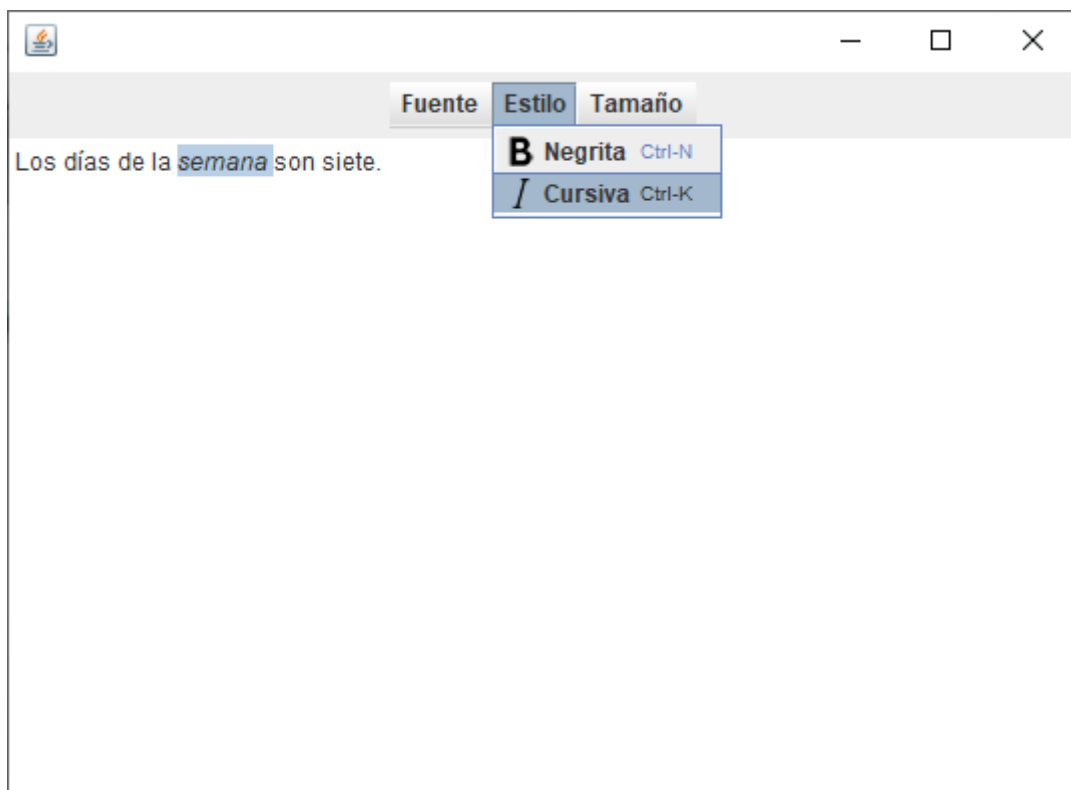 Fuente Estilo Tamaño
Los días de la semana son siete.
B Negrita Ctrl-N
I Cursiva Ctrl-K